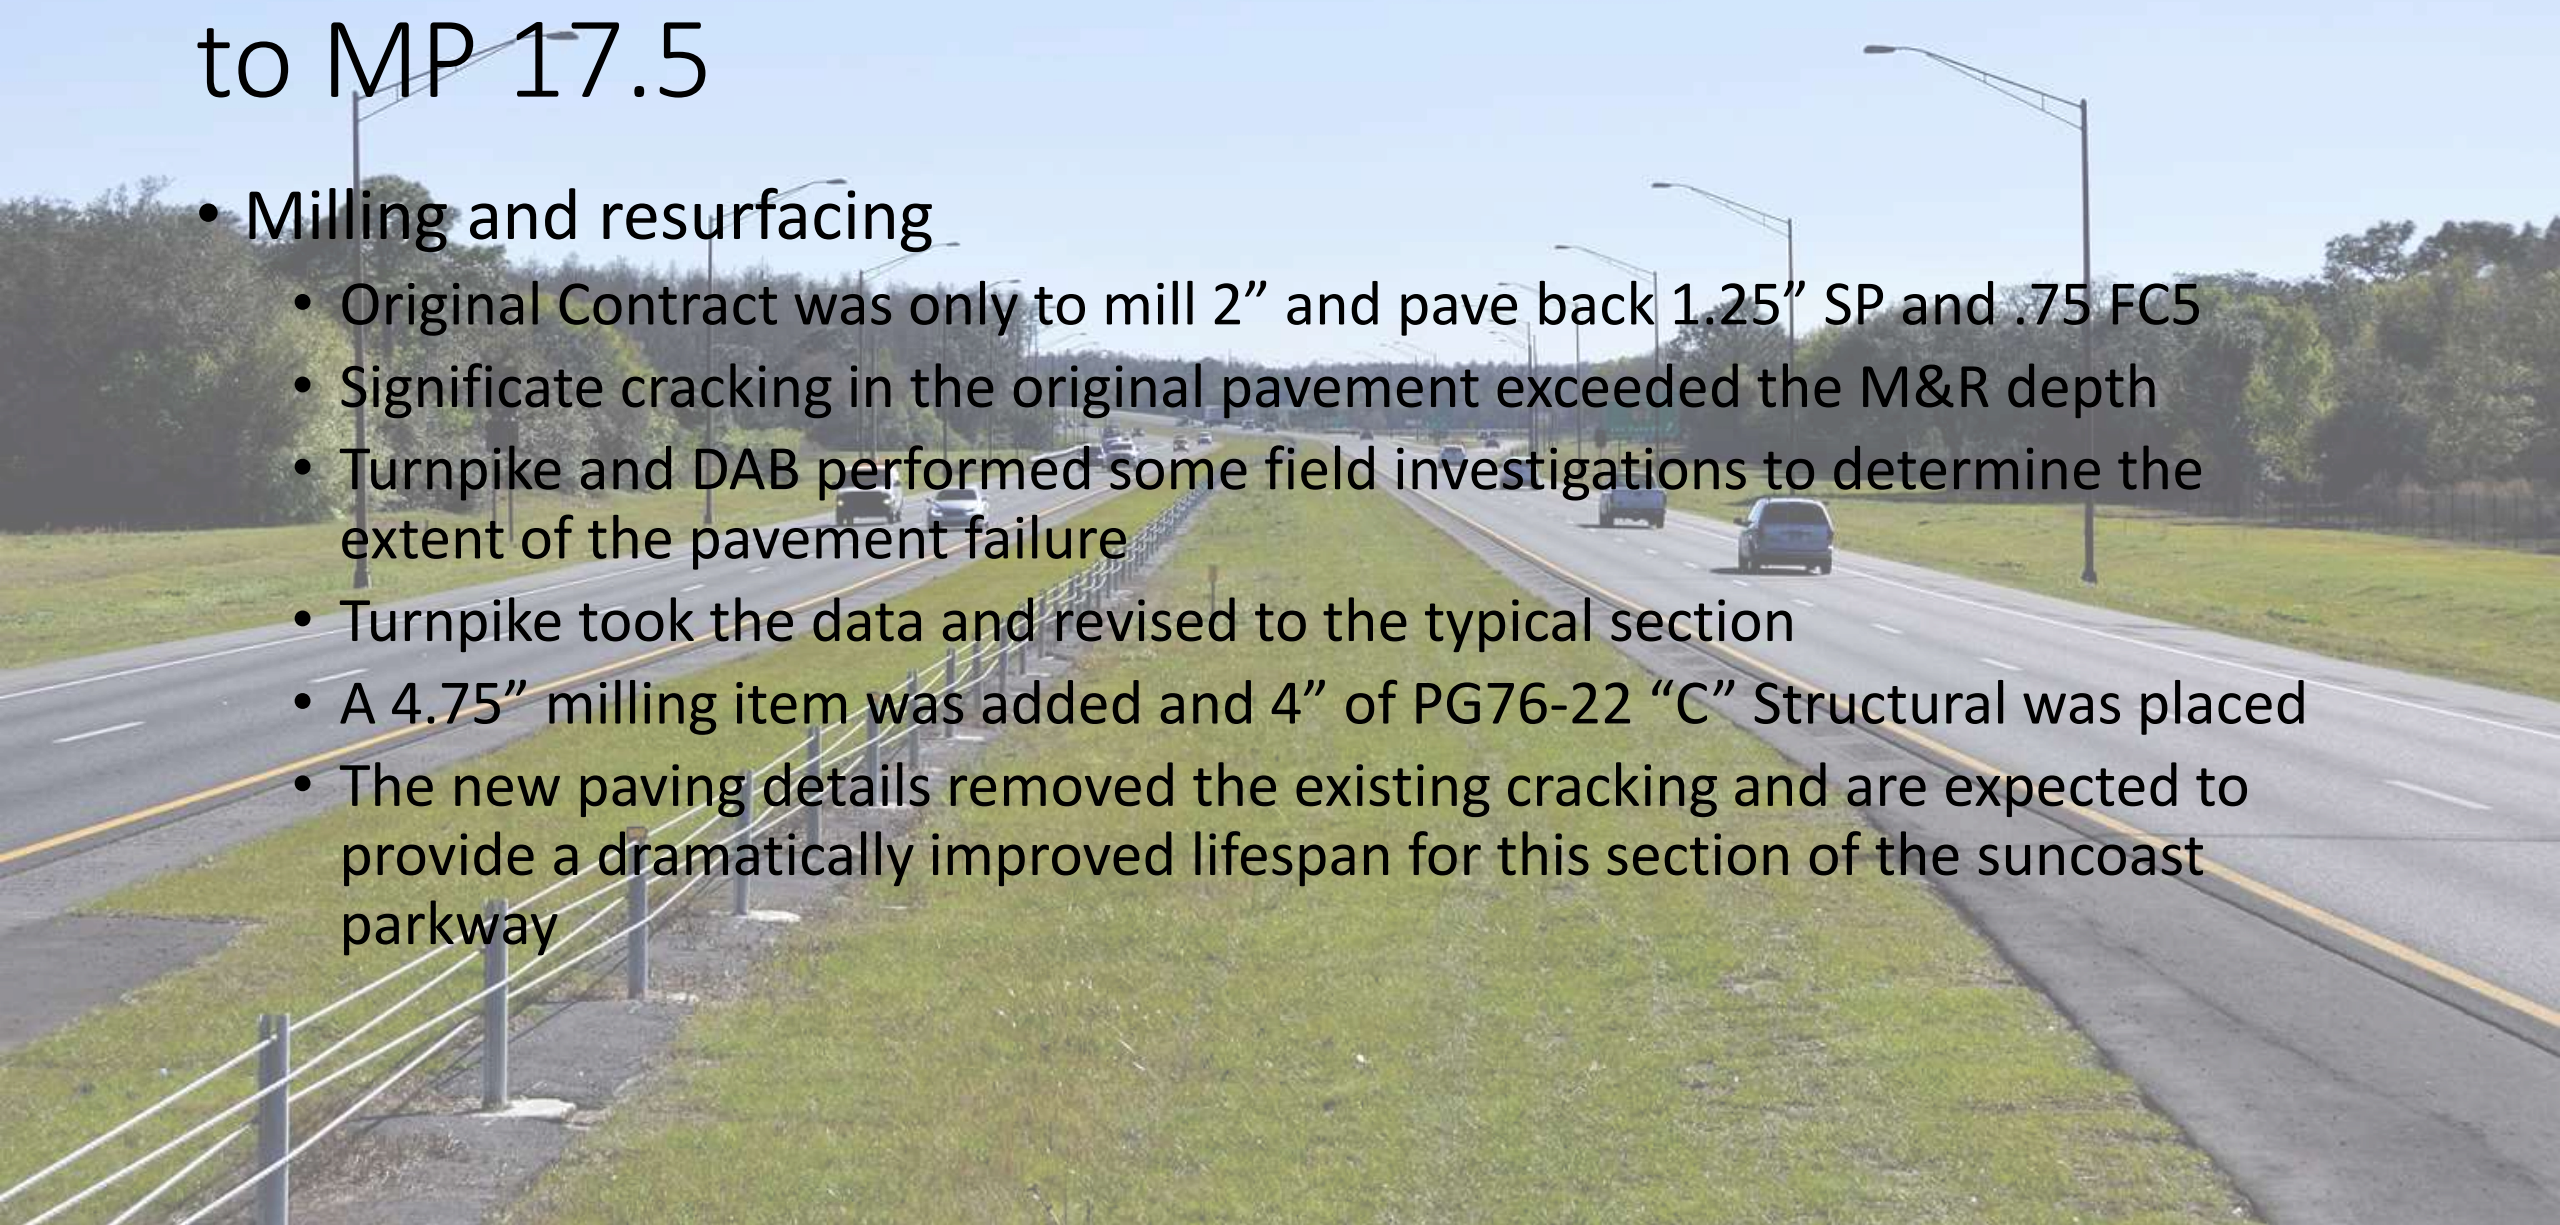 to MP 17.5
• Milling and resurfacing
• Original Contract was only to mill 2” and pave back 1.25” SP and .75 FC5
• Significate cracking in the original pavement exceeded the M&R depth
• Turnpike and DAB performed some field investigations to determine the
extent of the pavement failure
• Turnpike took the data and revised to the typical section
• A 4.75” milling item was added and 4” of PG76-22 “C” Structural was placed
• The new paving details removed the existing cracking and are expected to
provide a dramatically improved lifespan for this section of the suncoast
parkway